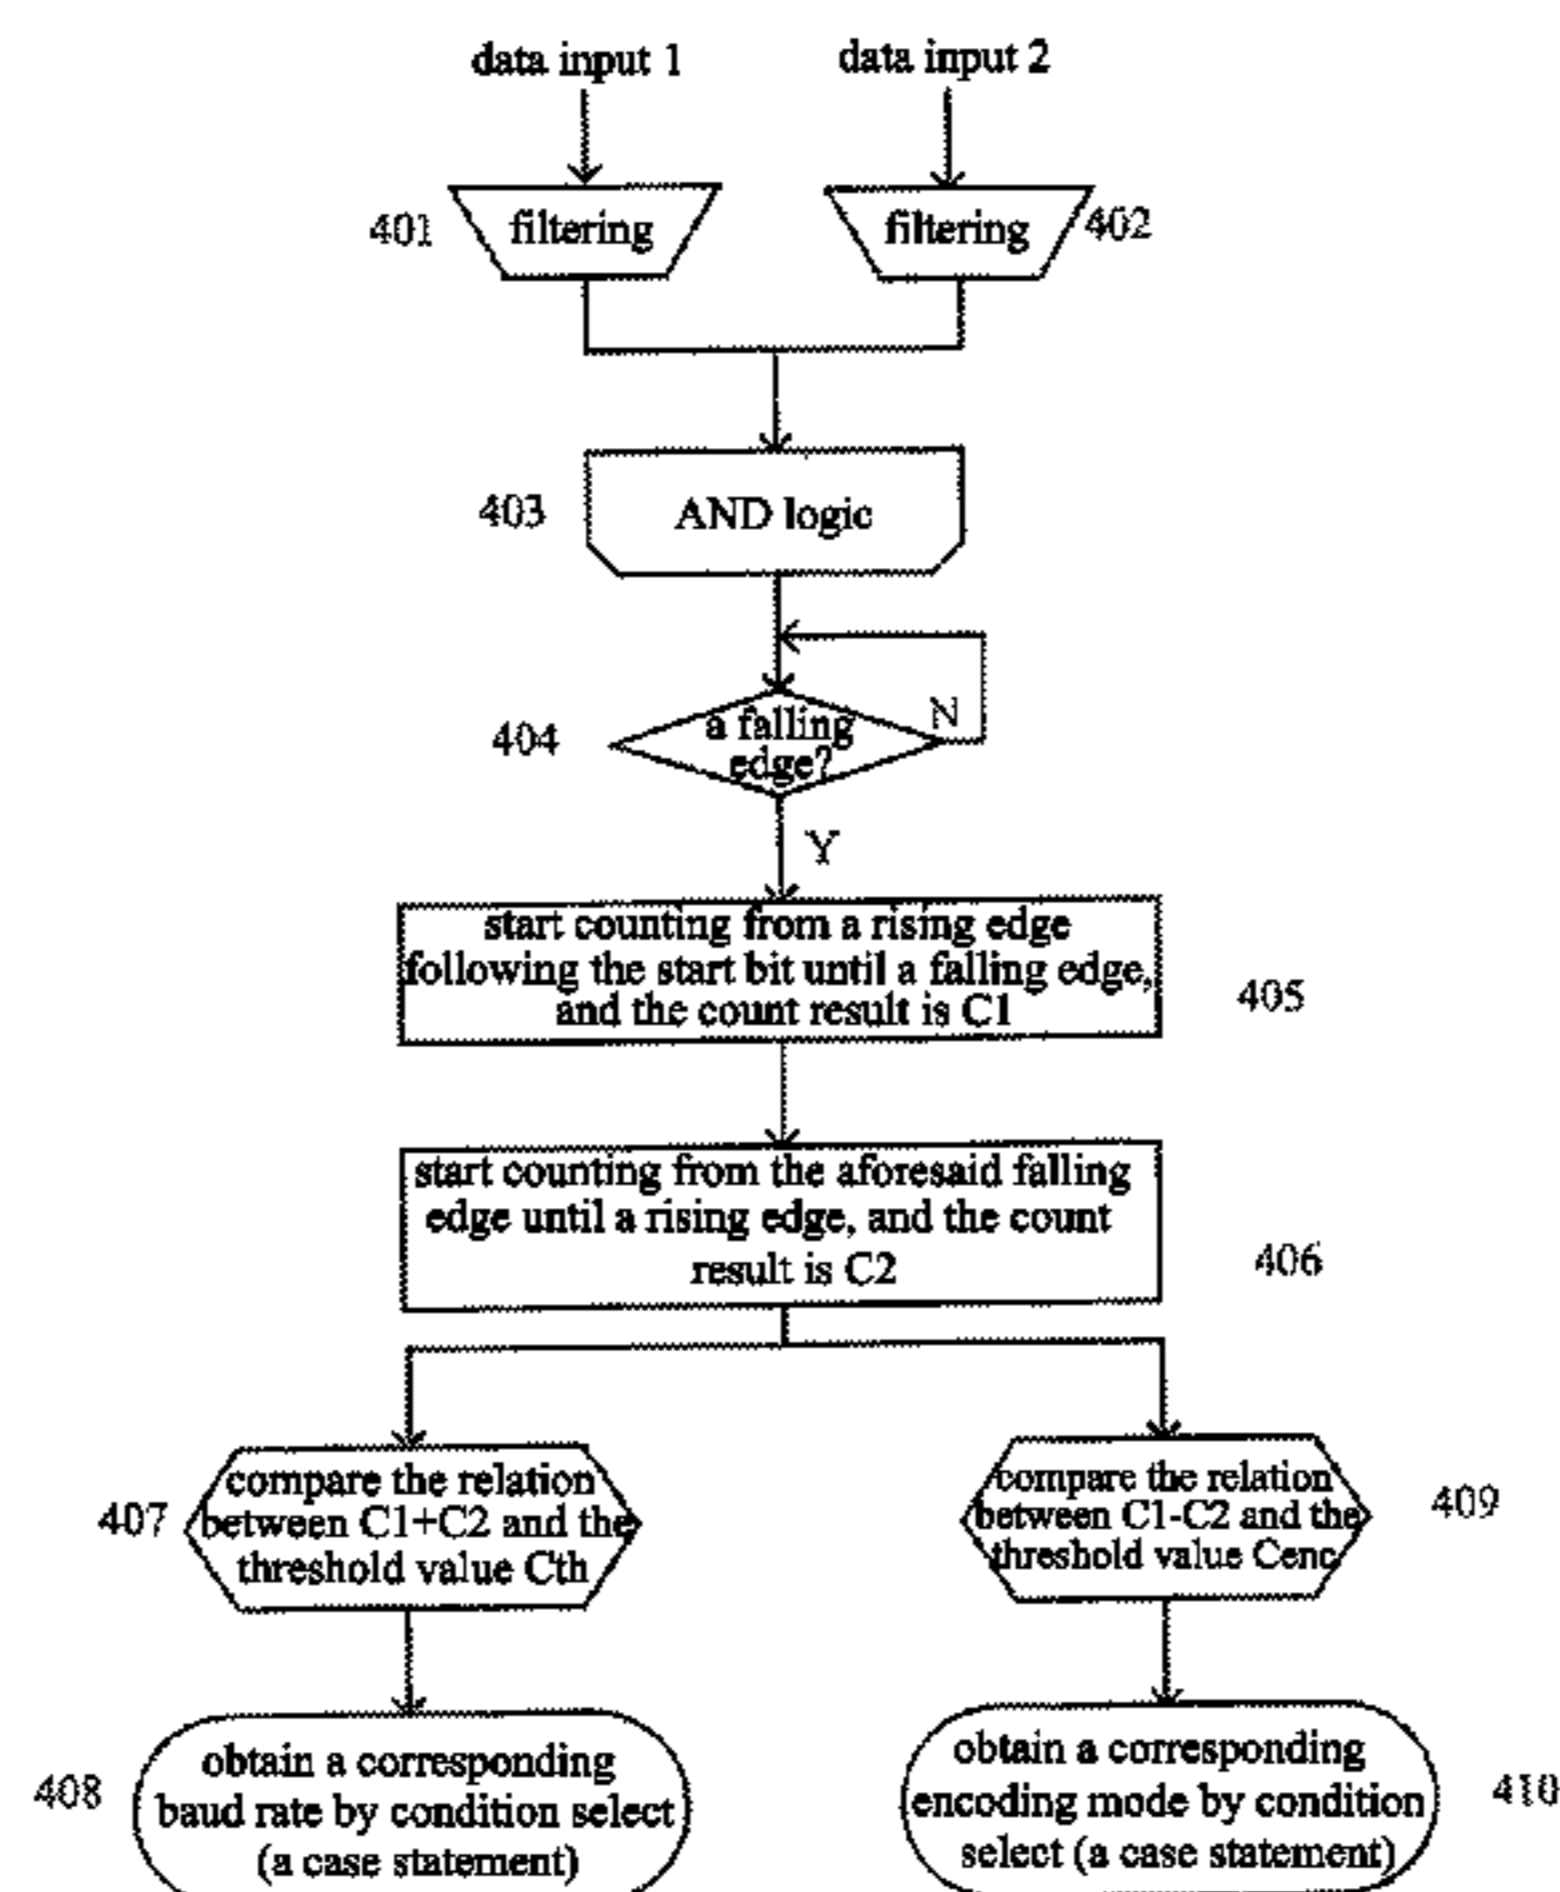 data input 1
data input 2
401
filtering
filtering
402
403
AND logic
404
a falling
edge?
N
Y
start counting from a rising edge
following the start bit until a falling edge,
and the count result is C1
405
start counting from the aforesaid falling
edge until a rising edge, and the count
result is C2
406
407
compare the relation
between C1+C2 and the
threshold value Cth
compare the relation
between C1-C2 and the
threshold value Cenc
409
408
obtain a corresponding
baud rate by condition select
(a case statement)
obtain a corresponding
encoding mode by condition
select (a case statement)
410